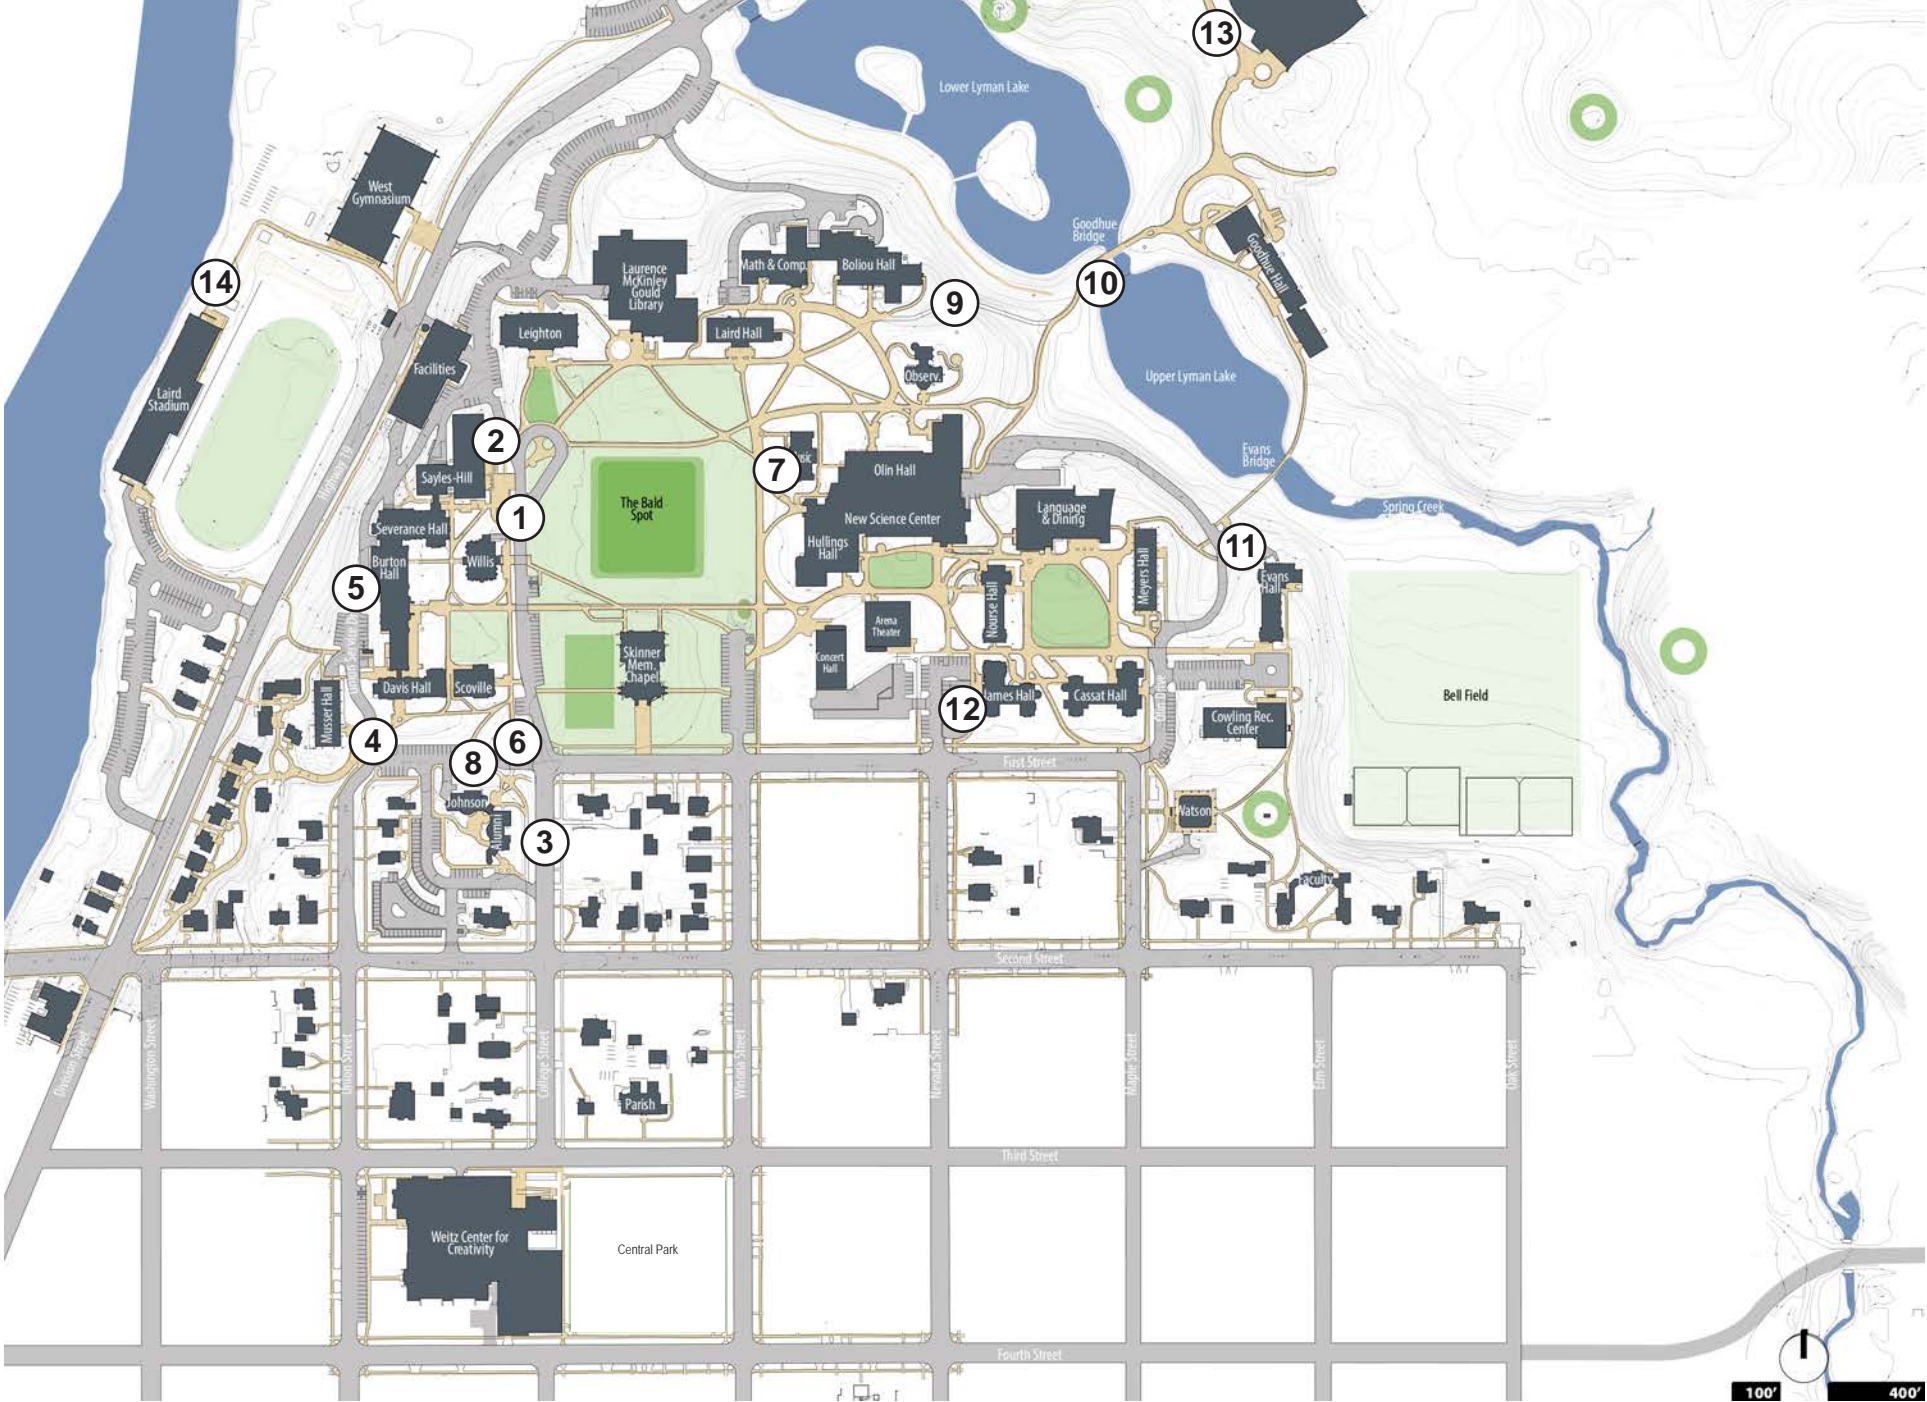 13
Lower Lyman Lake
West
Gymnasium
Goodhue
Bridge
Goodhue Hall
Laurence
McKinley
Gould
Library
Math & Comp.
Boliou Hall
14
10
9
Leighton
Laird Hall
Facilities
Observ.
Upper Lyman Lake
Laird
Stadium
2
Evans
Bridge
7
Olin Hall
Sayles-Hill
Highway 19
The Bald
Spot
Language
& Dining
Spring Creek
1
New Science Center
Severance Hall
Hullings
Hall
11
Willis
Burton
Hall
Meyers Hall
Evans
Hall
5
Nourse Hall
Arena
Theater
Skinner
Mem.
Chapel
Concert
Hall
Davis Hall
Scoville
James Hall
Cassat Hall
Olin Drive
Bell Field
Musser Hall
12
Cowling Rec.
Center
4
6
8
First Street
Johnson
Alumni
Watson
3
Faculty
Second Street
Division Street
Washington Street
Union Street
College Street
Winona Street
Nevada Street
Maple Street
Elm Street
Oak Street
Parish
Third Street
Weitz Center for
Creativity
Central Park
Fourth Street
100'
400'